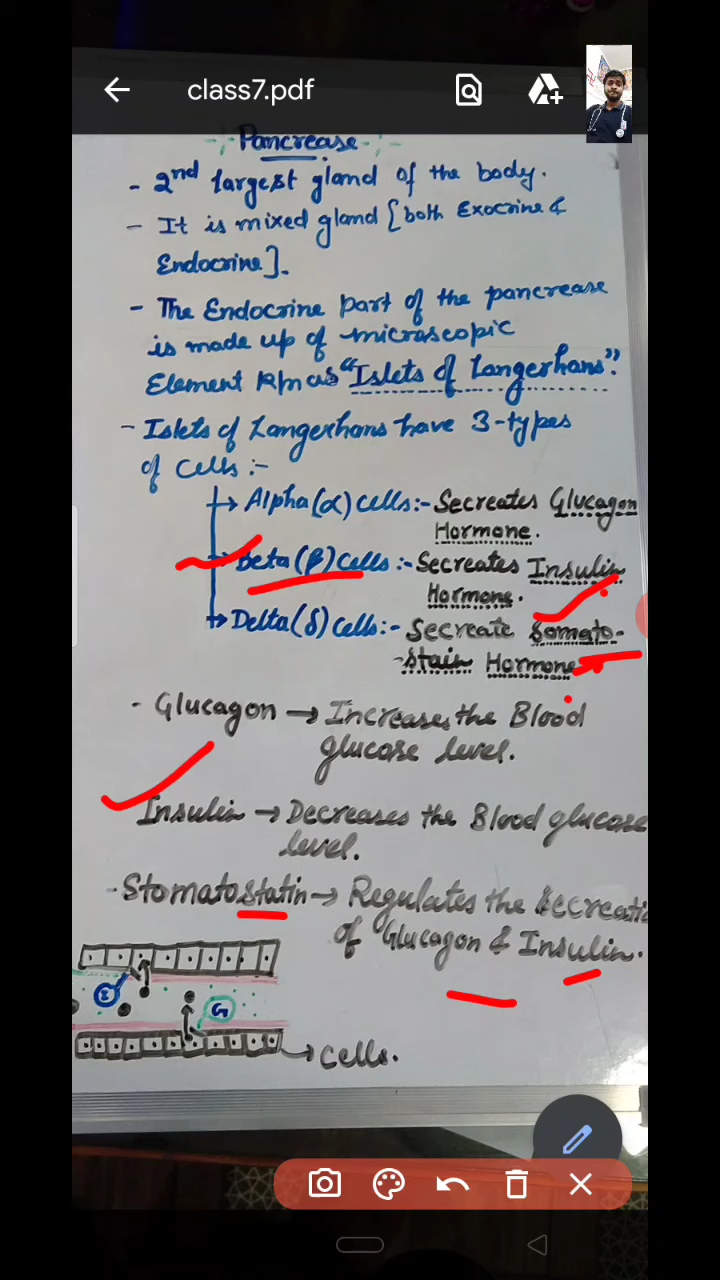 class7.pdf
Pancrease
- 2nd largest gland of the body.
- It is mixed gland [both Exocrine &
Endocrine].
- The Endocrine part of the pancrease
is made up of microscopic
Element as "Islets of Langerhans".
- Islets of Langerhans have 3-types
of Cells :-
→ Alpha(α) cells:- Secreates Glucagon
Hormone.
→ Beta(β) Cells :- Secreates Insulin
Hormone.
→ Delta(δ) Cells:- Secreate Somato-
-stain Hormone
- Glucagon → Increases the Blood
glucose level.
Insulin → Decreases the Blood glucose
level.
- Stomatostatin → Regulates the secreatio
of Glucagon & Insulin.
I
G
→ Cells.